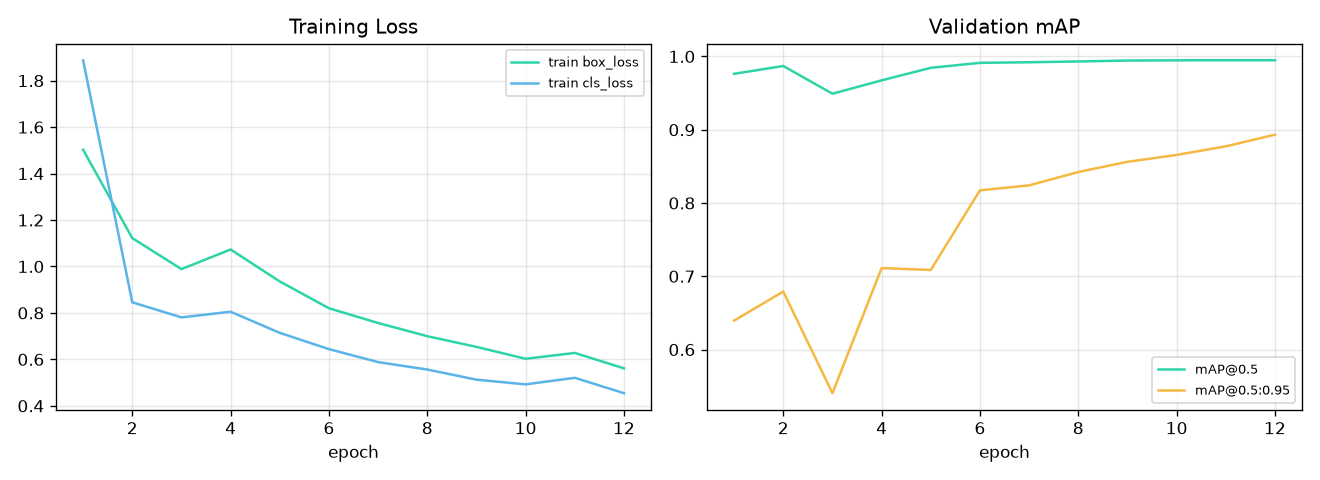 Training Loss
train box_loss
train cls_loss
1.8
1.6
1.4
1.2
1.0
0.8
0.6
0.4
2 4 6 8 10 12
epoch
Validation mAP
1.0
0.9
0.8
0.7
0.6
mAP@0.5
mAP@0.5:0.95
2 4 6 8 10 12
epoch